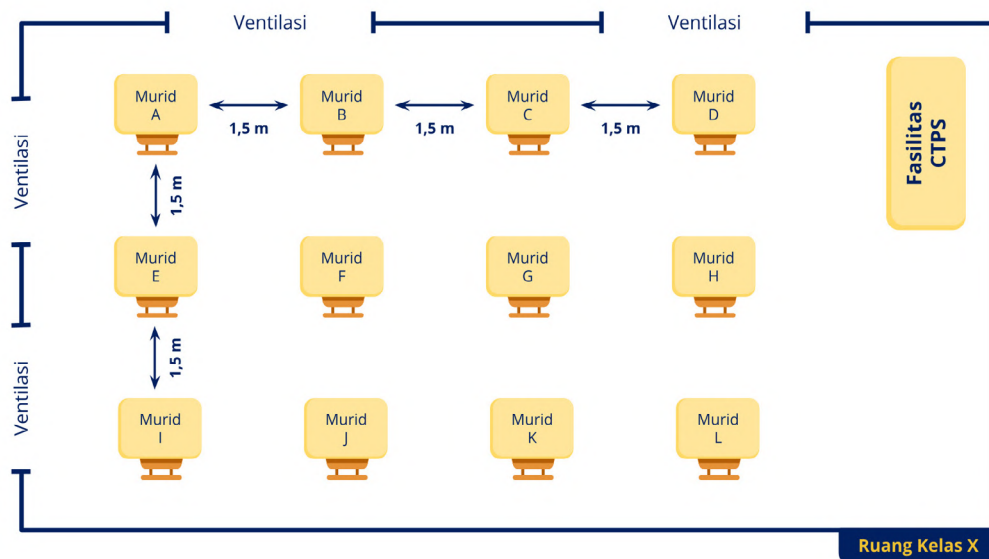 Ventilasi
Ventilasi
Murid
A
1,5 m
Murid
B
1,5 m
Murid
C
1,5 m
Murid
D
Fasilitas
CTPS
Ventilasi
1,5 m
Murid
E
Murid
F
Murid
G
Murid
H
Ventilasi
1,5 m
Murid
I
Murid
J
Murid
K
Murid
L
Ruang Kelas X